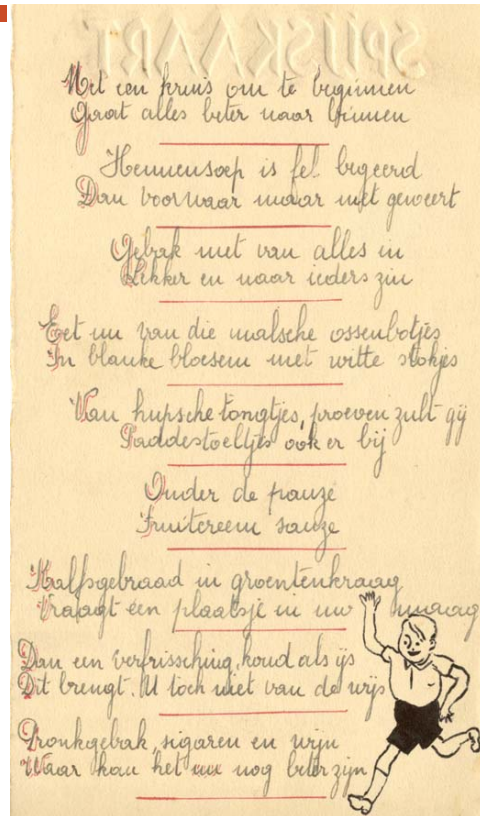 SPIJSKAART
Met een kruis om te beginnen
Gaat alles beter naar binnen
Hennensoep is fel begeerd
Dan voorwaar maar niet geweert
Gebrak met van alles in
Lekker en naar ieders zin
Eet nu van die malsche ossenbotjes
In blanke bloesem met witte stokjes
Van hupsche tongtjes, proeven zult gij
Paddestoeltjes ook er bij
Onder de pauze
Fruitcreem sauze
Kalfsgebraad in groentenkraag
Vraagt een plaatsje in uw maag
Dan een verfrissching, koud als ijs
Dit brengt. U toch niet van de wijs
Pronkgebak, sigaren en wijn
Waar kan het nog beter zijn